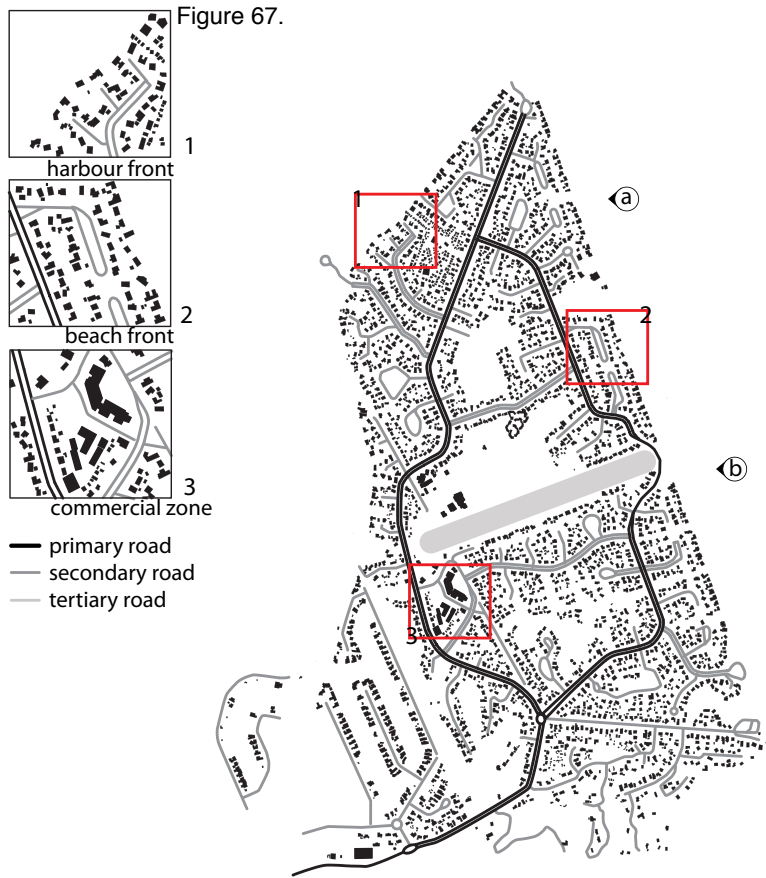 Figure 67.
1
harbour front
2
beach front
3
commercial zone
primary road
secondary road
tertiary road
1
a
2
b
3